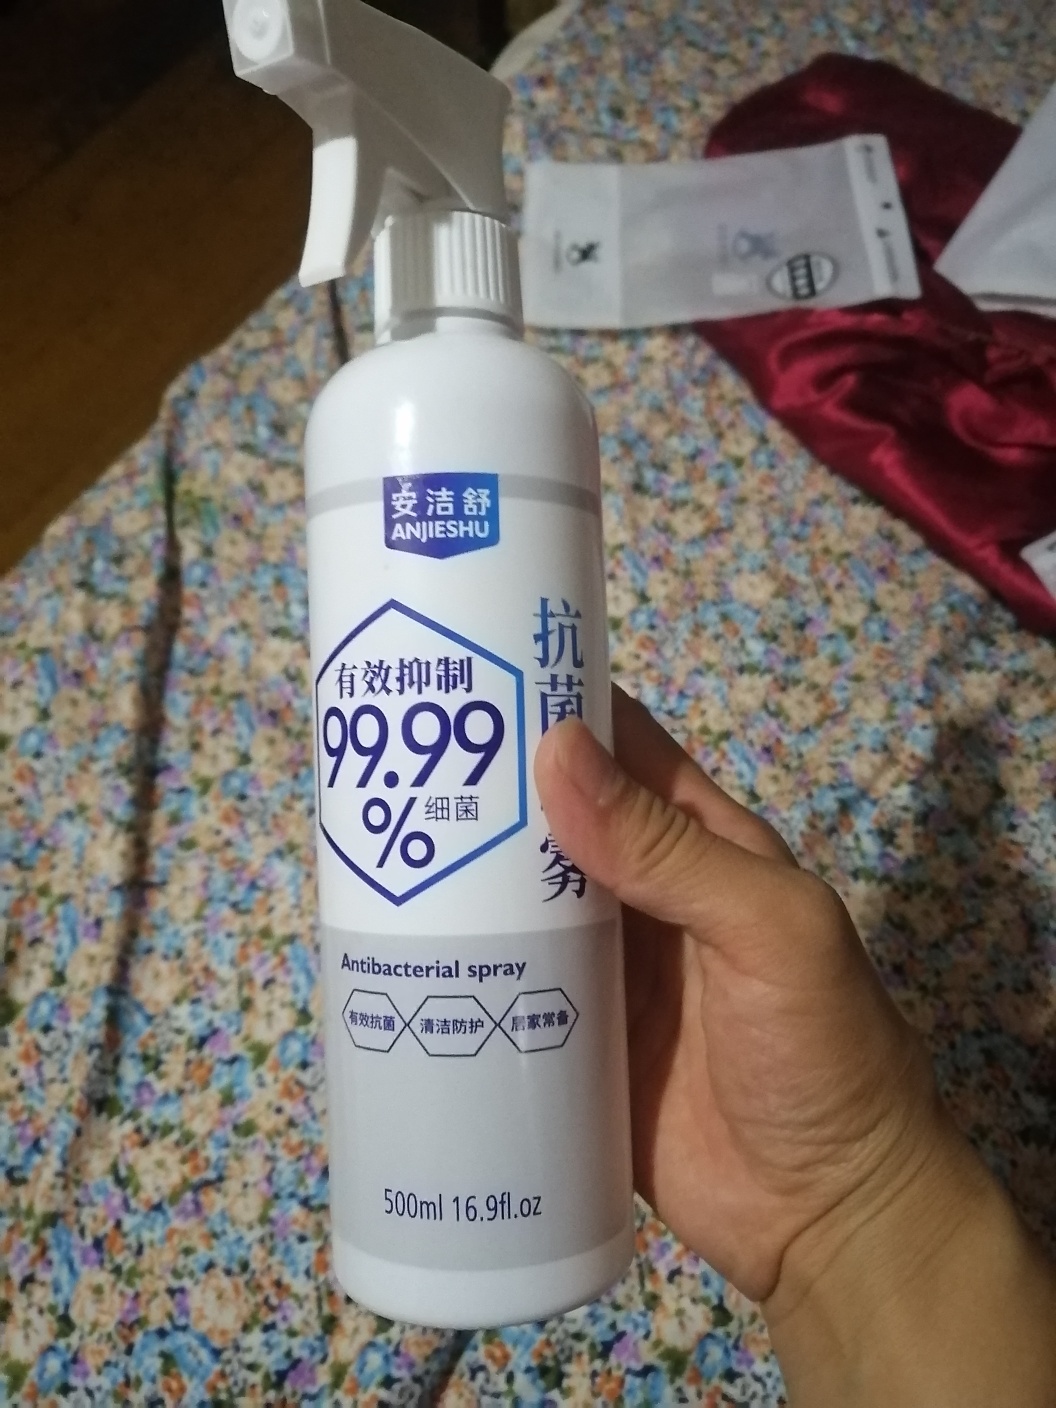 安洁舒
ANJIESHU
有效抑制
99.99
%细菌
抗菌
雾
Antibacterial spray
有效抗菌
清洁防护
居家常备
500ml 16.9fl.oz